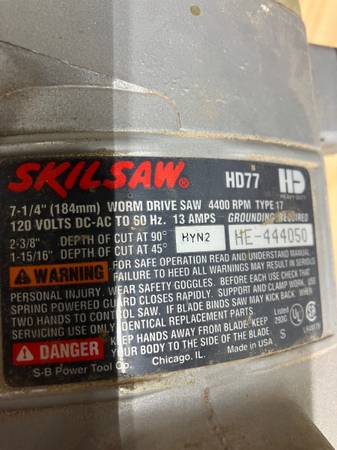 SKILSAW® HD77 HD
HEAVY DUTY
7-1/4" (184mm) WORM DRIVE SAW 4400 RPM TYPE 17
120 VOLTS DC-AC TO 50 Hz. 13 AMPS GROUNDING REQUIRED
2-3/8" DEPTH OF CUT AT 90°
1-15/16" DEPTH OF CUT AT 45°
HYN2 HE-444050
WARNING FOR SAFE OPERATION READ AND UNDERSTAND MANUAL.
FAILURE TO HEED ALL WARNINGS MAY RESULT IN SERIOUS
PERSONAL INJURY. WEAR SAFETY GOGGLES. BEFORE EACH USE CHECK THAT
SPRING POWERED GUARD CLOSES RAPIDLY. SUPPORT AND CLAMP WORK. USE
TWO HANDS TO CONTROL SAW. IF BLADE BINDS SAW MAY KICK BACK WHEN
SERVICING USE ONLY IDENTICAL REPLACEMENT PARTS.
DANGER KEEP HANDS AWAY FROM BLADE. KEEP
YOUR BODY TO THE SIDE OF THE BLADE.
S-B Power Tool Co. Chicago, IL. Made in USA S
Listed
293C
UL